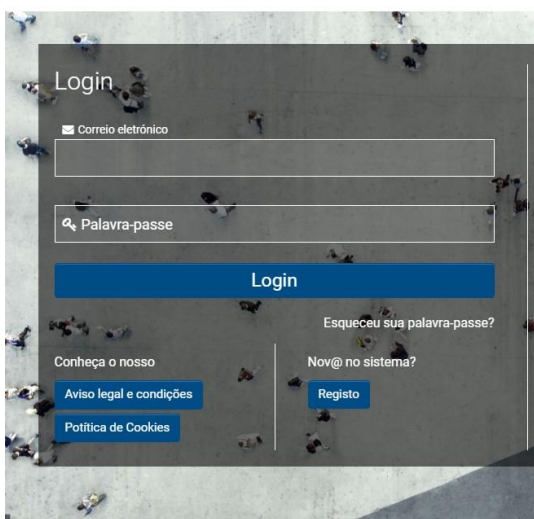 Login
Correio eletrónico
Palavra-passe
Login
Esqueceu sua palavra-passe?
Conheça o nosso
Nov@ no sistema?
Aviso legal e condições
Registo
Potítica de Cookies